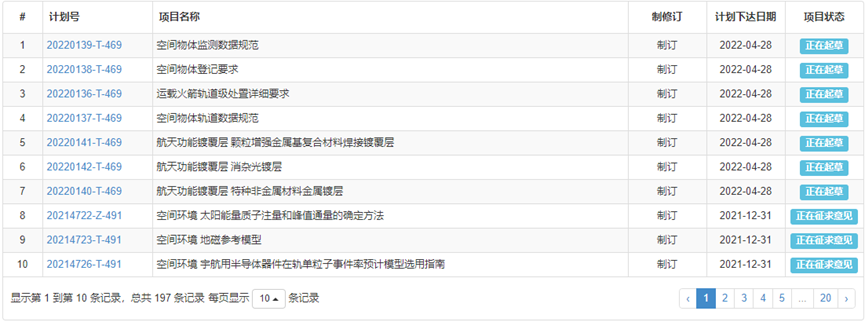 # 计划号 项目名称 制修订 计划下达日期 项目状态
1 20220139-T-469 空间物体监测数据规范 制订 2022-04-28 正在起草
2 20220138-T-469 空间物体登记要求 制订 2022-04-28 正在起草
3 20220136-T-469 运载火箭轨道级处置详细要求 制订 2022-04-28 正在起草
4 20220137-T-469 空间物体轨道数据规范 制订 2022-04-28 正在起草
5 20220141-T-469 航天功能镀覆层 颗粒增强金属基复合材料焊接镀覆层 制订 2022-04-28 正在起草
6 20220142-T-469 航天功能镀覆层 消杂光镀层 制订 2022-04-28 正在起草
7 20220140-T-469 航天功能镀覆层 特种非金属材料金属镀层 制订 2022-04-28 正在起草
8 20214722-Z-491 空间环境 太阳能量质子注量和峰值通量的确定方法 制订 2021-12-31 正在征求意见
9 20214723-T-491 空间环境 地磁参考模型 制订 2021-12-31 正在征求意见
10 20214726-T-491 空间环境 宇航用半导体器件在轨单粒子事件率预计模型选用指南 制订 2021-12-31 正在征求意见
显示第 1 到第 10 条记录，总共 197 条记录 每页显示 10 条记录 ‹ 1 2 3 4 5 ... 20 ›